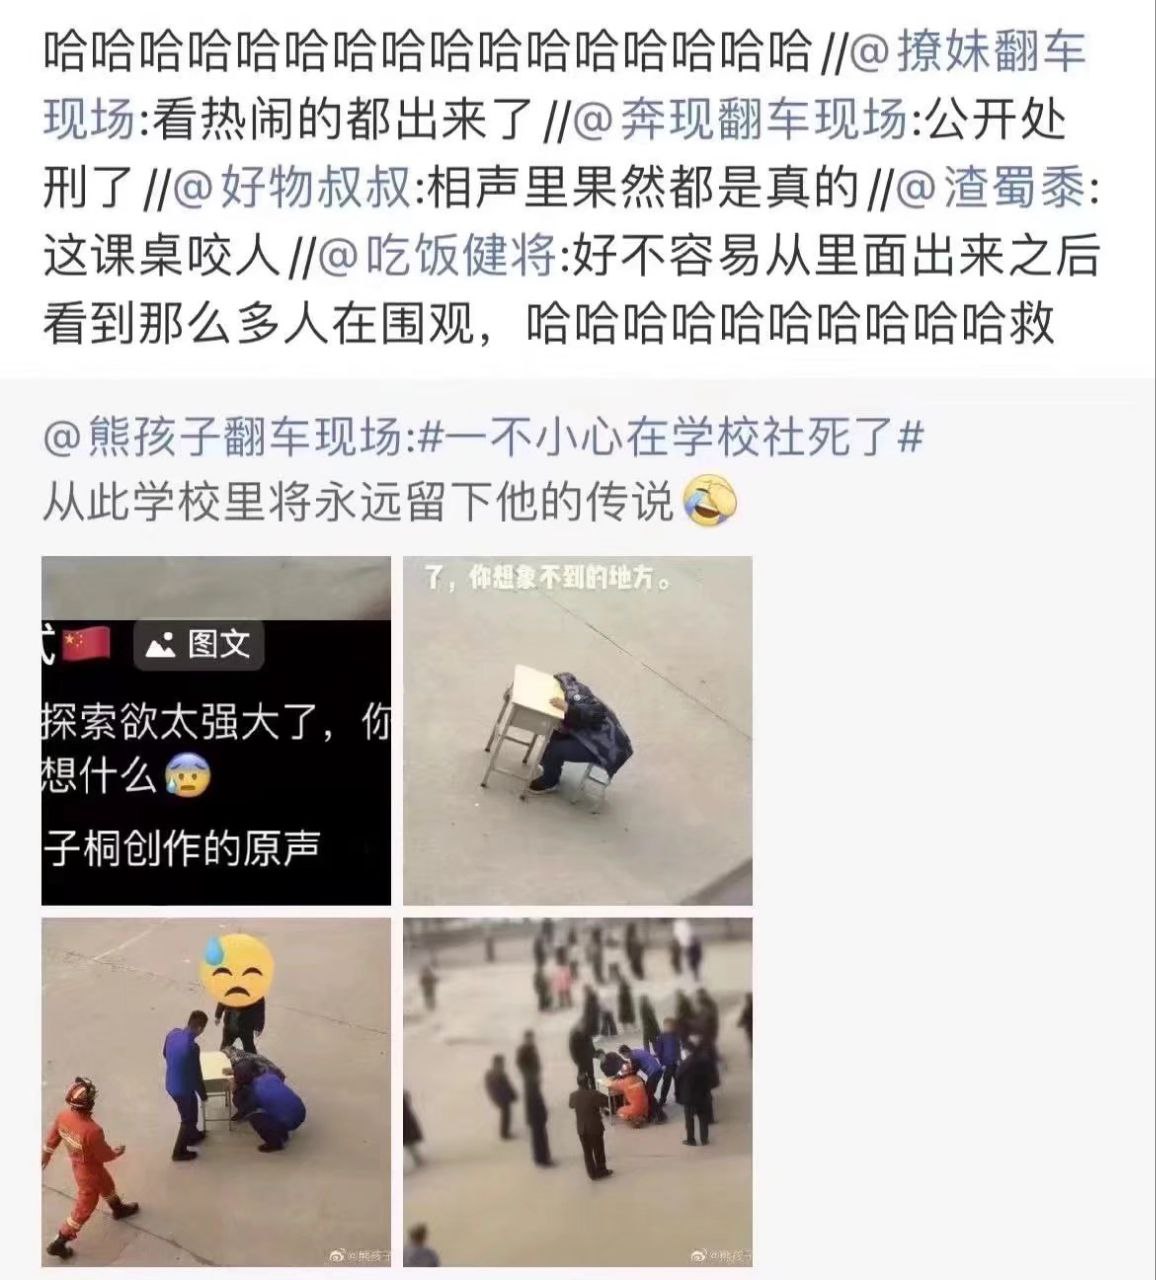 哈哈哈哈哈哈哈哈哈哈哈哈哈哈哈哈//@撩妹翻车
现场:看热闹的都出来了//@奔现翻车现场:公开处
刑了//@好物叔叔:相声里果然都是真的//@渣蜀黍:
这课桌咬人//@吃饭健将:好不容易从里面出来之后
看到那么多人在围观，哈哈哈哈哈哈哈哈哈哈救
@熊孩子翻车现场:#一不小心在学校社死了#
从此学校里将永远留下他的传说🤣
式🇨🇳 图文
探索欲太强大了，你
想什么😰
子桐创作的原声
了，你想象不到的地方。
@熊孩子
@熊孩子